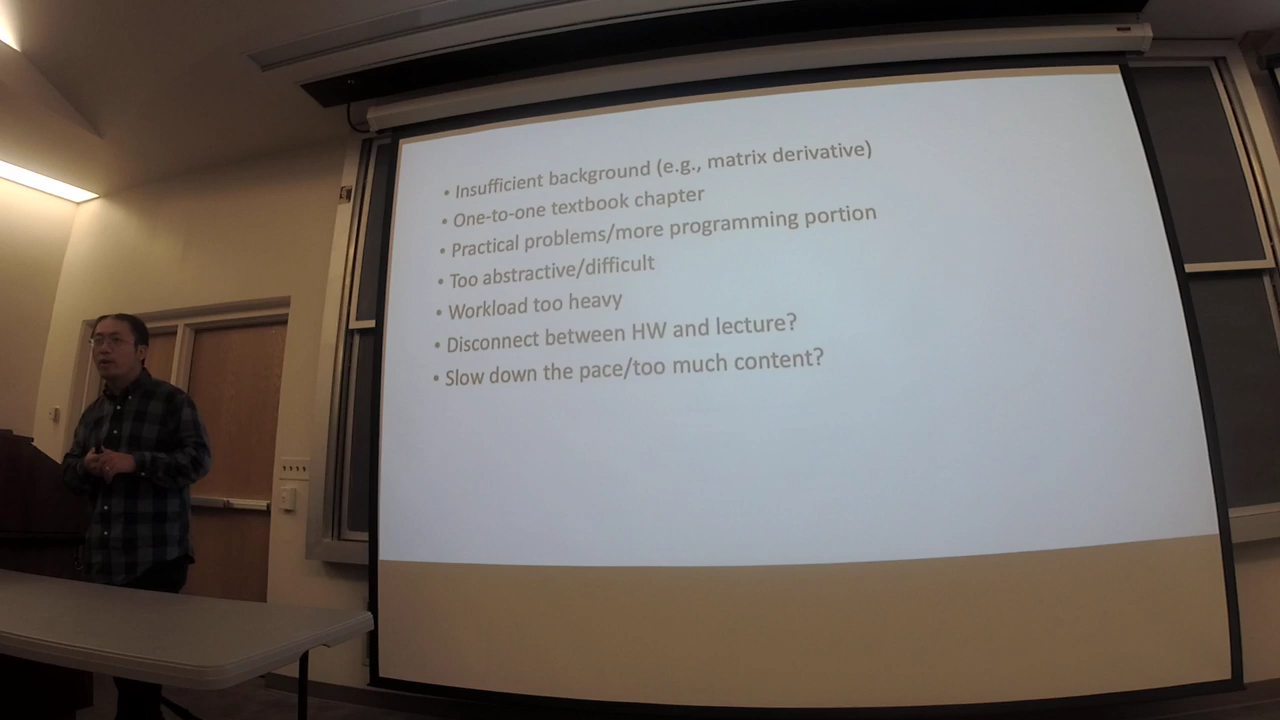 • Insufficient background (e.g., matrix derivative)
• One-to-one textbook chapter
• Practical problems/more programming portion
• Too abstractive/difficult
• Workload too heavy
• Disconnect between HW and lecture?
• Slow down the pace/too much content?